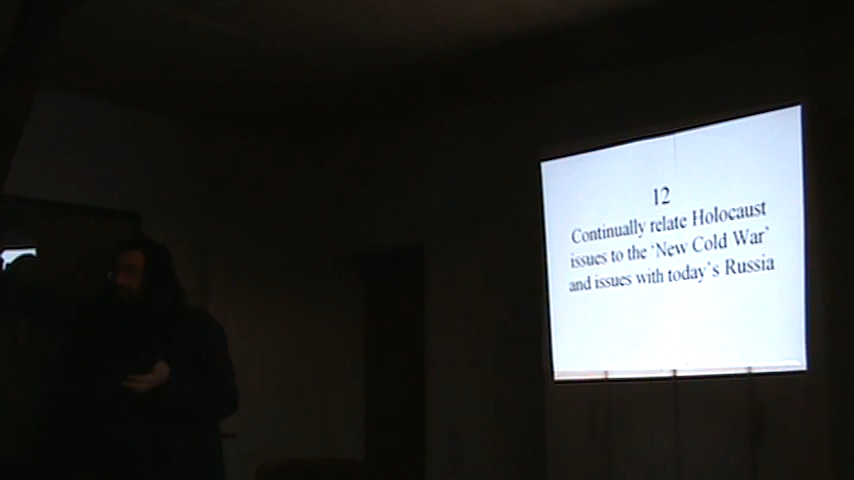 12
Continually relate Holocaust
issues to the ‘New Cold War’
and issues with today’s Russia